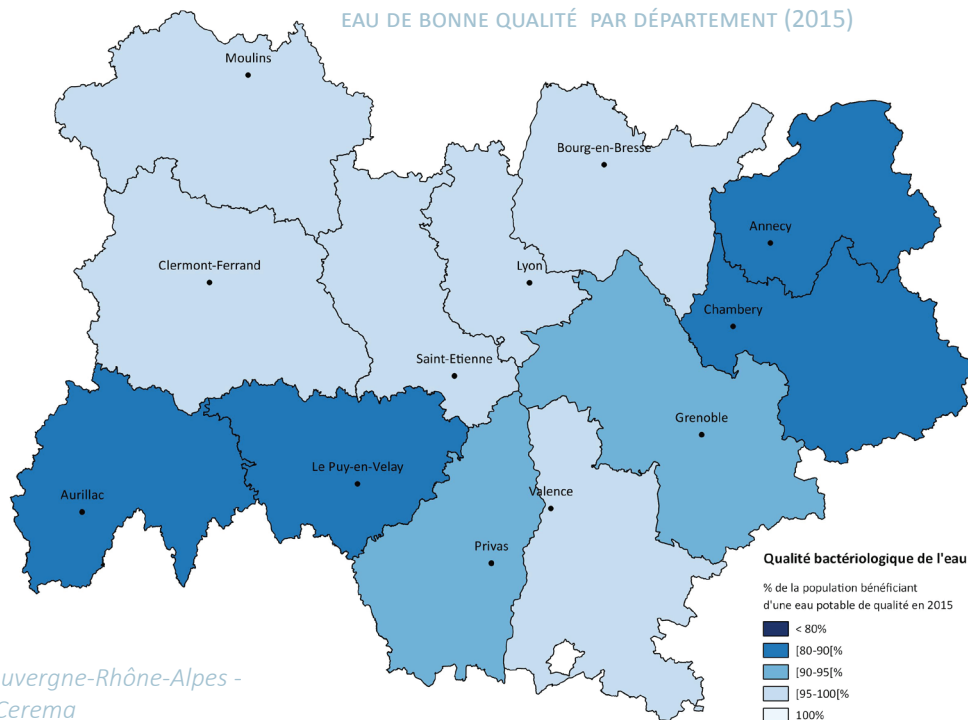 EAU DE BONNE QUALITÉ PAR DÉPARTEMENT (2015)
Moulins
Bourg-en-Bresse
Annecy
Clermont-Ferrand
Lyon
Chambery
Saint-Etienne
Grenoble
Le Puy-en-Velay
Aurillac
Valence
Privas
Qualité bactériologique de l'eau
% de la population bénéficiant
d'une eau potable de qualité en 2015
< 80%
[80-90[%
[90-95[%
[95-100[%
100%
uvergne-Rhône-Alpes -
Cerema